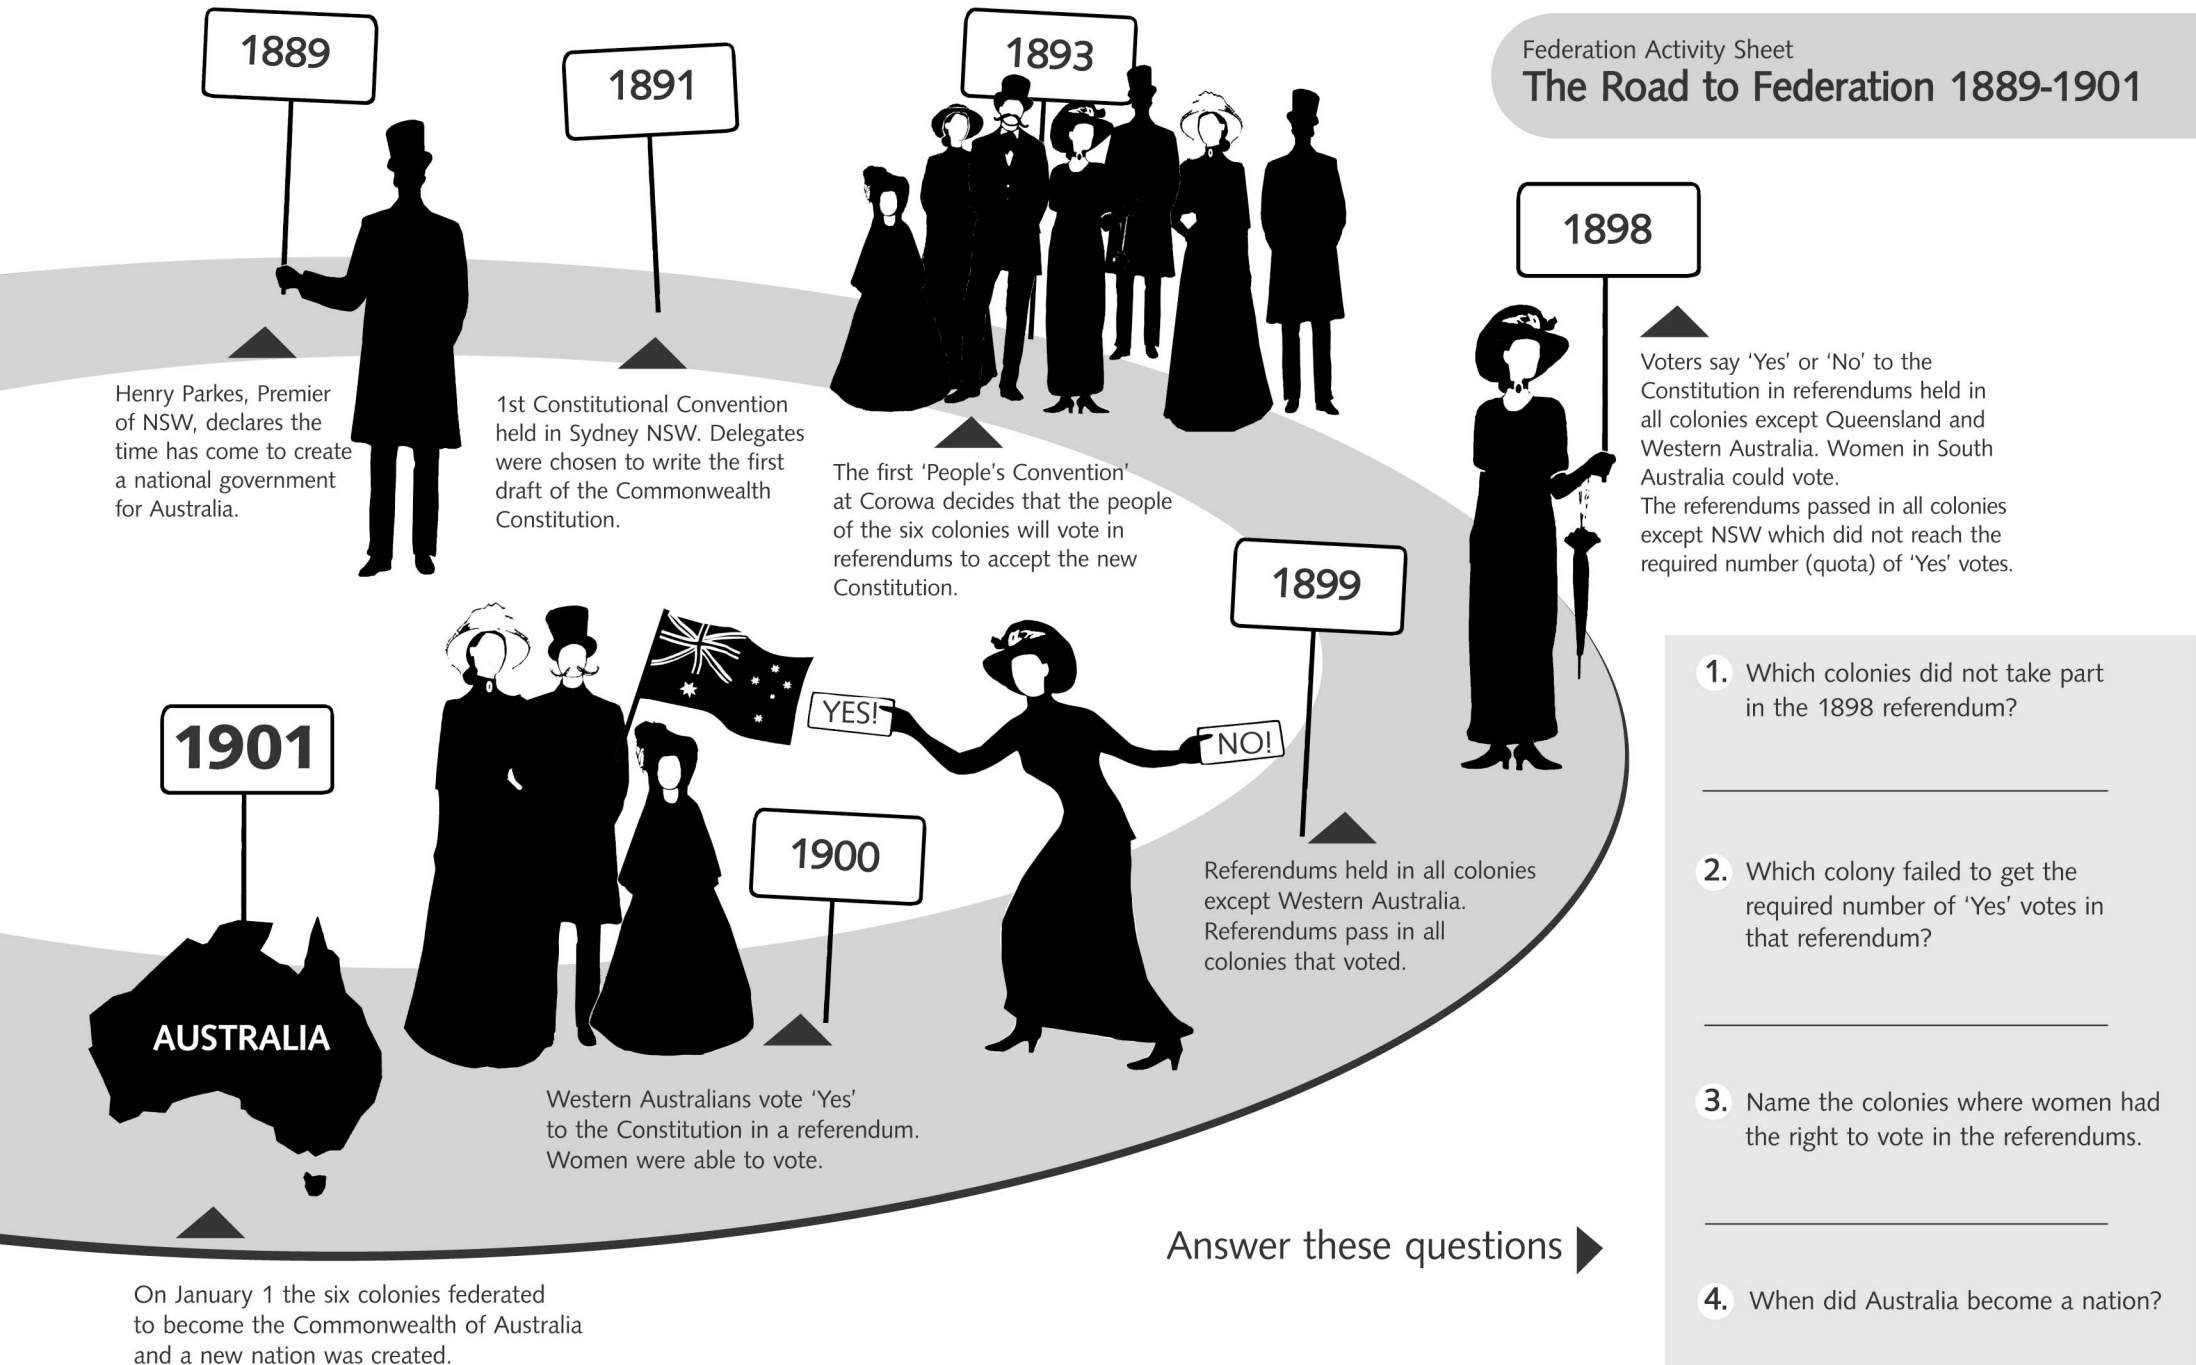 Federation Activity Sheet
The Road to Federation 1889-1901
1889
Henry Parkes, Premier
of NSW, declares the
time has come to create
a national government
for Australia.
1891
1st Constitutional Convention
held in Sydney NSW. Delegates
were chosen to write the first
draft of the Commonwealth
Constitution.
1893
The first 'People's Convention'
at Corowa decides that the people
of the six colonies will vote in
referendums to accept the new
Constitution.
1898
Voters say 'Yes' or 'No' to the
Constitution in referendums held in
all colonies except Queensland and
Western Australia. Women in South
Australia could vote.
The referendums passed in all colonies
except NSW which did not reach the
required number (quota) of 'Yes' votes.
1899
YES!
NO!
Referendums held in all colonies
except Western Australia.
Referendums pass in all
colonies that voted.
1900
Western Australians vote 'Yes'
to the Constitution in a referendum.
Women were able to vote.
1901
AUSTRALIA
On January 1 the six colonies federated
to become the Commonwealth of Australia
and a new nation was created.
Answer these questions
1. Which colonies did not take part
in the 1898 referendum?
2. Which colony failed to get the
required number of 'Yes' votes in
that referendum?
3. Name the colonies where women had
the right to vote in the referendums.
4. When did Australia become a nation?